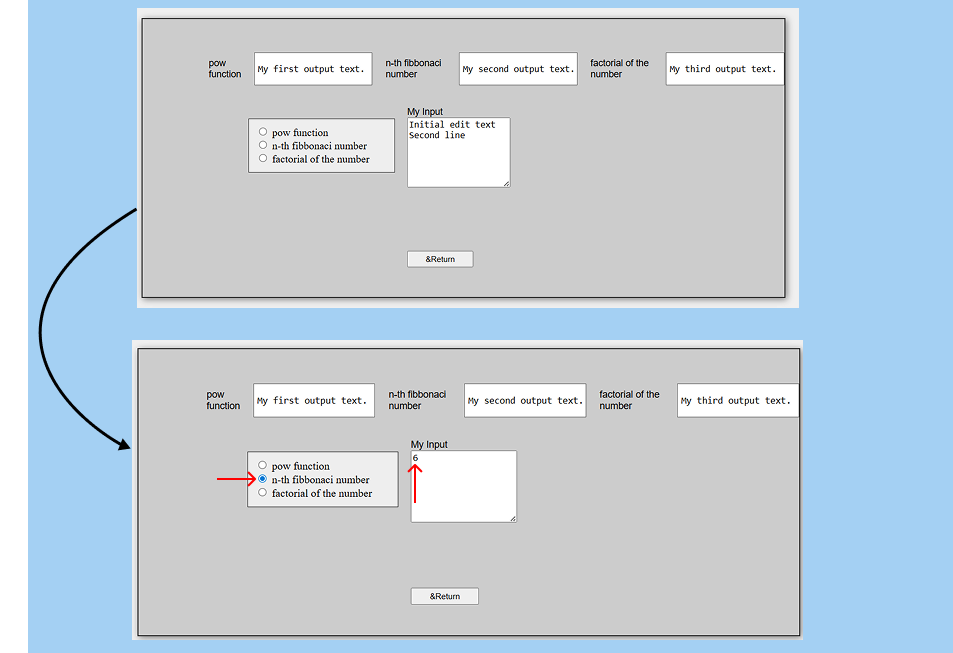 pow
function
My first output text.
n-th fibbonaci
number
My second output text.
factorial of the
number
My third output text.
pow function
n-th fibbonaci number
factorial of the number
My Input
Initial edit text
Second line
&Return
pow
function
My first output text.
n-th fibbonaci
number
My second output text.
factorial of the
number
My third output text.
pow function
n-th fibbonaci number
factorial of the number
My Input
6
&Return